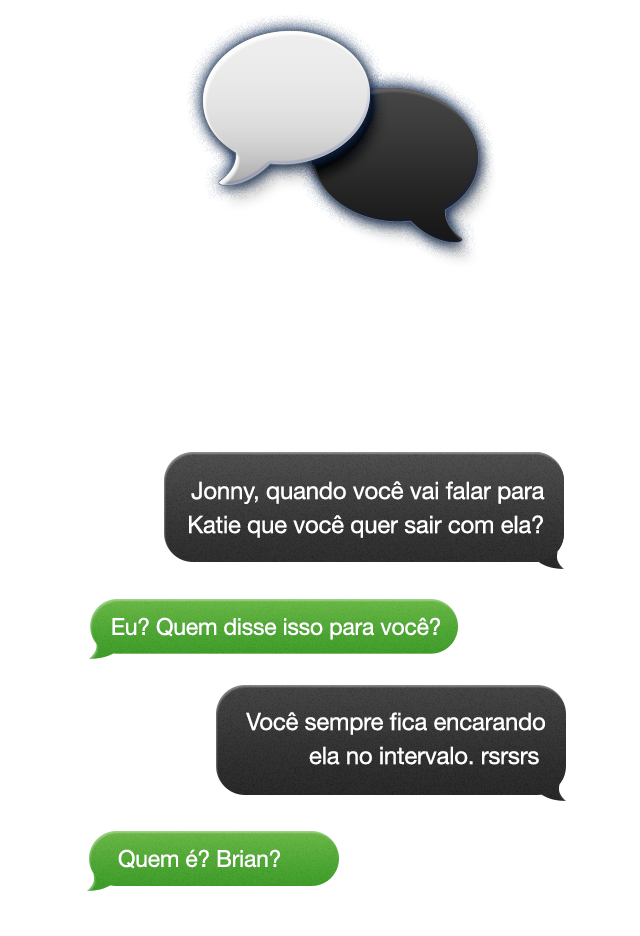 Jonny, quando você vai falar para
Katie que você quer sair com ela?
Eu? Quem disse isso para você?
Você sempre fica encarando
ela no intervalo. rsrsrs
Quem é? Brian?